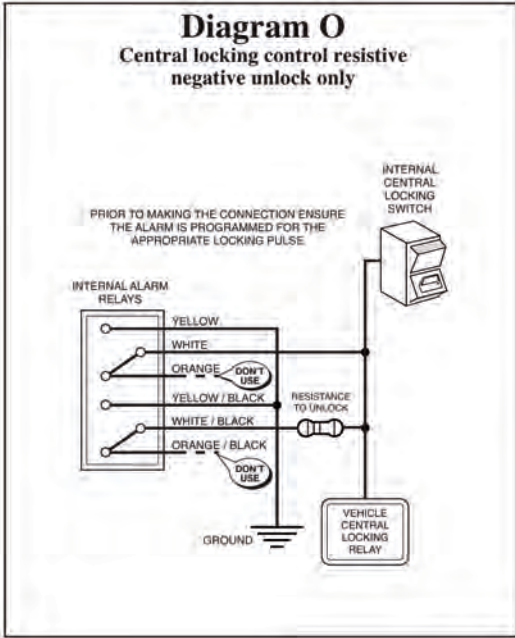 Diagram O
Central locking control resistive
negative unlock only
INTERNAL
CENTRAL
LOCKING
SWITCH
PRIOR TO MAKING THE CONNECTION ENSURE
THE ALARM IS PROGRAMMED FOR THE
APPROPRIATE LOCKING PULSE
INTERNAL ALARM
RELAYS
YELLOW
WHITE
ORANGE
DON'T
USE
YELLOW / BLACK
RESISTANCE
TO UNLOCK
WHITE / BLACK
ORANGE / BLACK
DON'T
USE
GROUND
VEHICLE
CENTRAL
LOCKING
RELAY